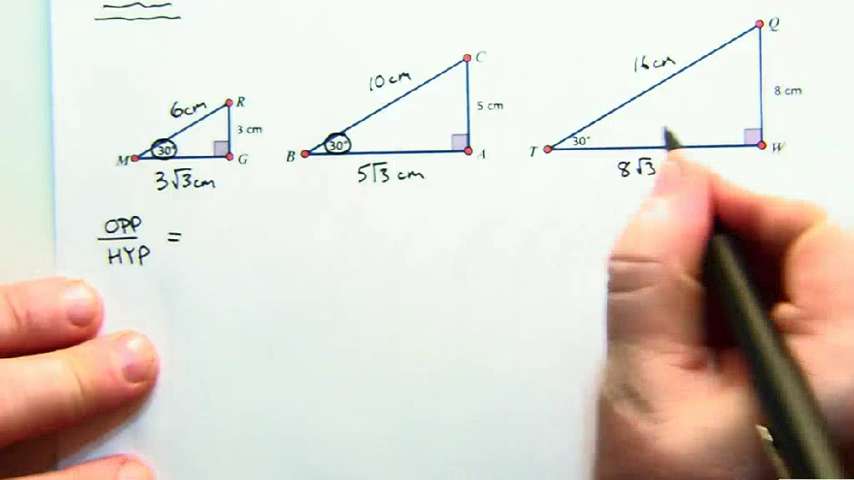 Q
16 cm
8 cm
T 30° W
8√3
C
10 cm
5 cm
B 30° A
5√3 cm
6cm R
3 cm
M 30° G
3√3 cm
OPP
HYP =